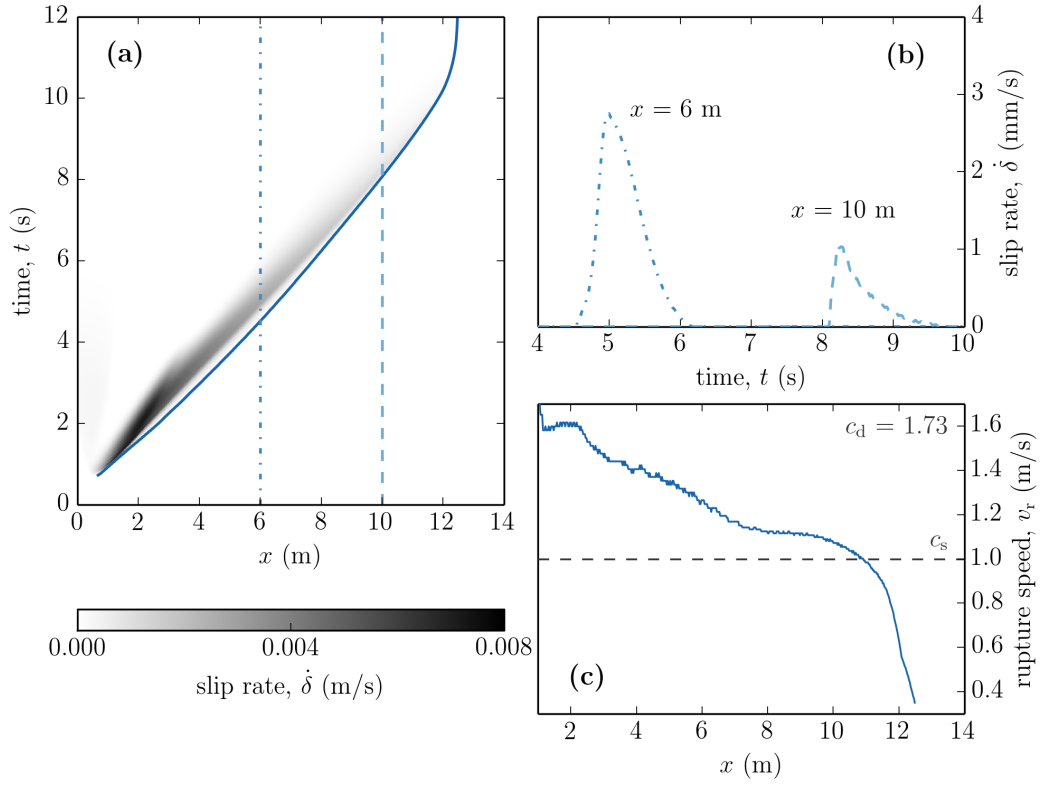 (a)
12
10
8
6
4
2
0
time, t (s)
0 2 4 6 8 10 12 14
x (m)
0.000 0.004 0.008
slip rate, δ̇ (m/s)
(b)
4
3
2
1
0
slip rate, δ̇ (mm/s)
x = 6 m
x = 10 m
4 5 6 7 8 9 10
time, t (s)
c_d = 1.73
c_s
1.6
1.4
1.2
1.0
0.8
0.6
0.4
rupture speed, v_r (m/s)
(c)
2 4 6 8 10 12 14
x (m)